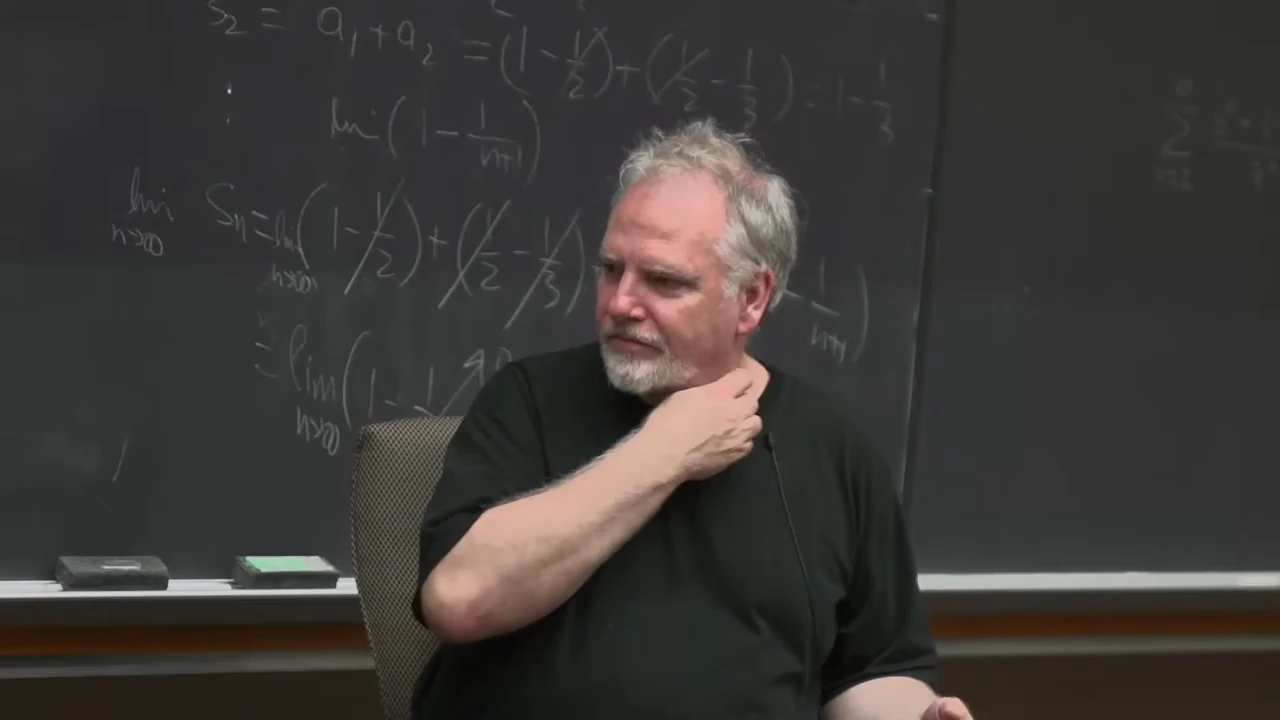 S₂ = a₁ + a₂ = (1 - 1/2) + (1/2 - 1/3) = 1 - 1/3
⋮
lim (1 - 1/(n+1))
lim n→∞ Sₙ = lim n→∞ (1 - 1/2) + (1/2 - 1/3) - 1/(n+1))
= lim n→∞ (1 - 1
∑